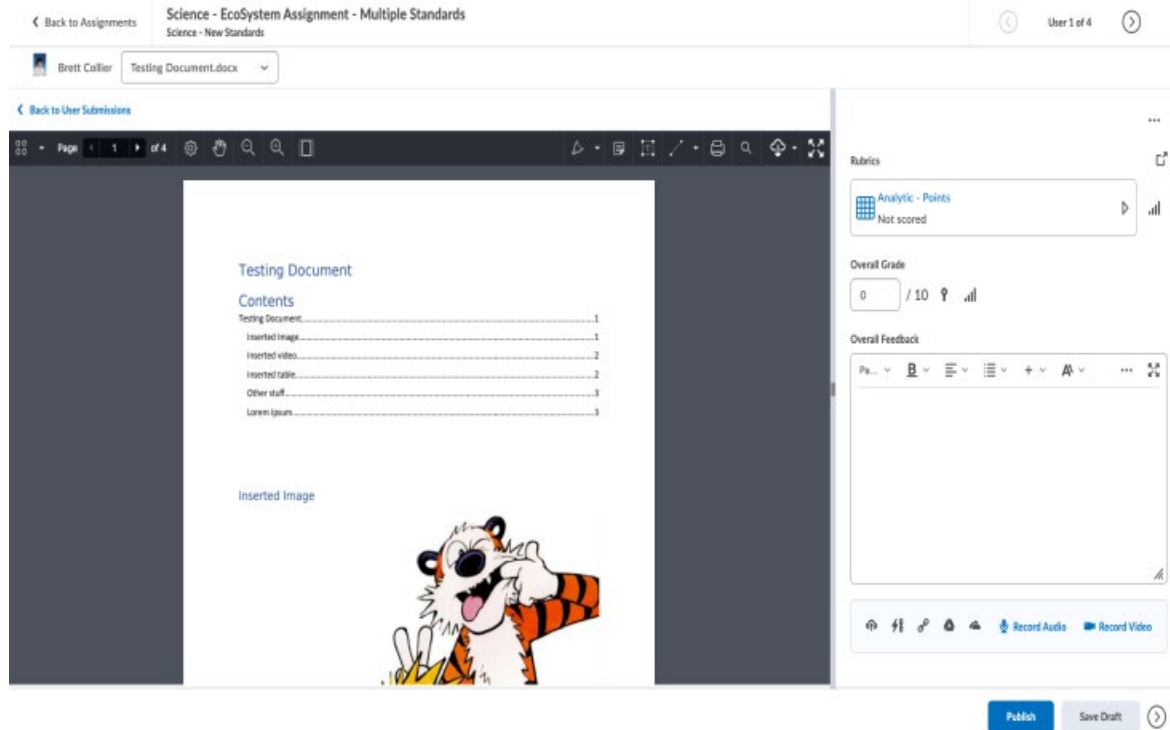 Back to Assignments
Science - EcoSystem Assignment - Multiple Standards
Science - New Standards
User 1 of 4
Brett Collier
Testing Document.docx
Back to User Submissions
Page 1 of 4
Rubrics
Analytic - Points
Not scored
Overall Grade
0 / 10
Overall Feedback
Pa...
B
Testing Document
Contents
Testing Document 1
Inserted Image 1
Inserted video 2
Inserted table 2
Other stuff 3
Lorem Ipsum 3
Inserted Image
Record Audio
Record Video
Publish
Save Draft